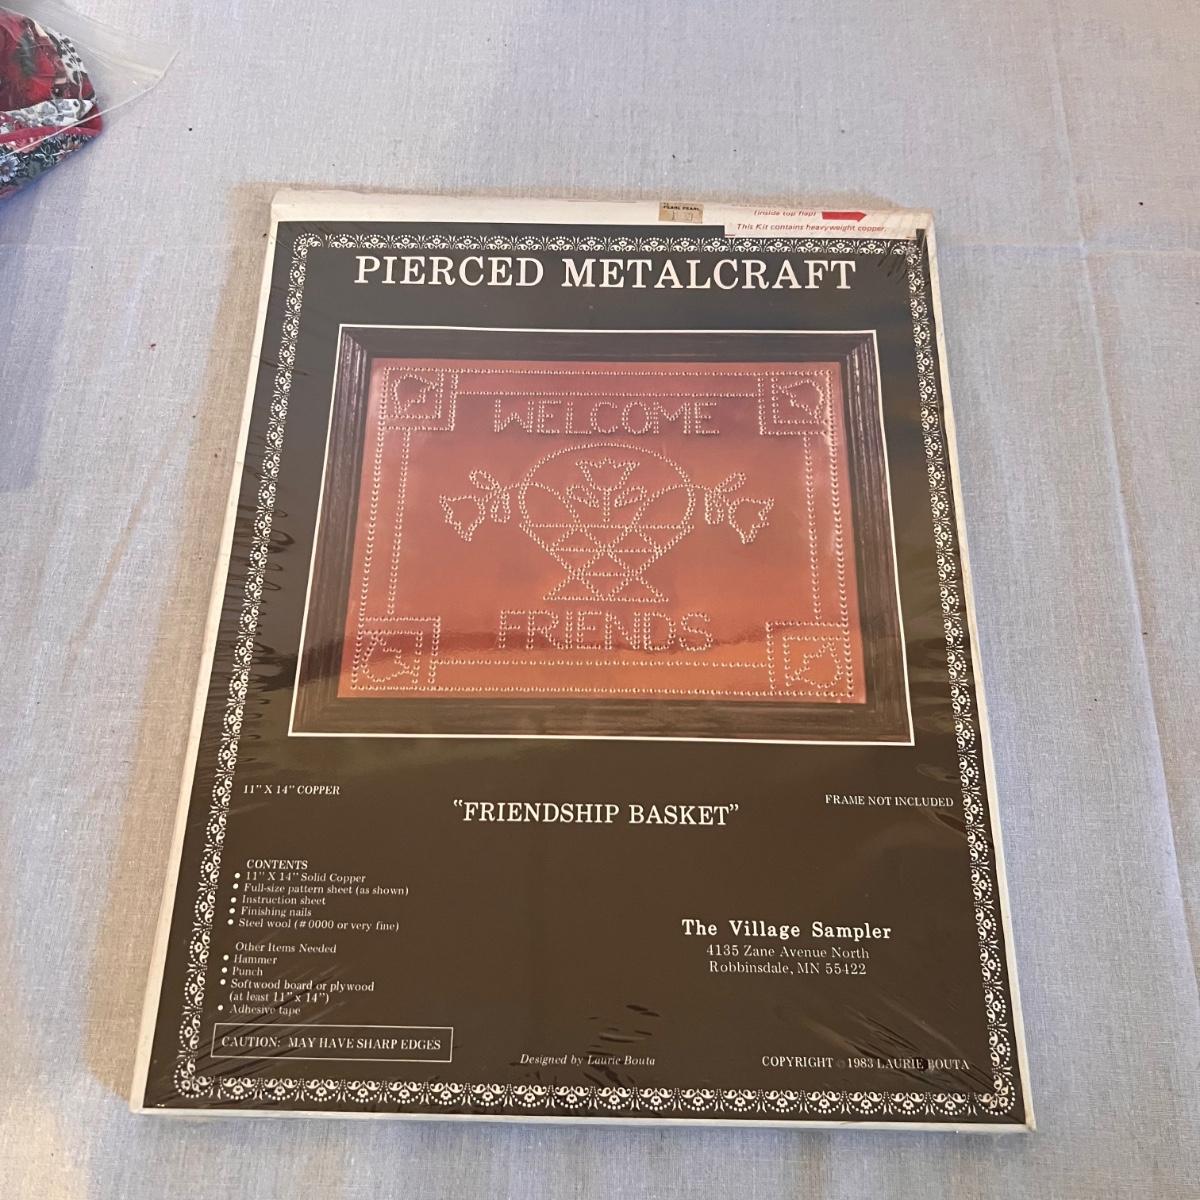 PEARL PEARL
(inside top flap)
This Kit contains heavyweight copper.
PIERCED METALCRAFT
WELCOME
FRIENDS
11" X 14" COPPER
"FRIENDSHIP BASKET"
FRAME NOT INCLUDED
CONTENTS
• 11" X 14" Solid Copper
• Full-size pattern sheet (as shown)
• Instruction sheet
• Finishing nails
• Steel wool (#0000 or very fine)
Other Items Needed
• Hammer
• Punch
• Softwood board or plywood
(at least 11" x 14")
• Adhesive tape
The Village Sampler
4135 Zane Avenue North
Robbinsdale, MN 55422
CAUTION: MAY HAVE SHARP EDGES
Designed by Laurie Bouta
COPYRIGHT © 1983 LAURIE BOUTA